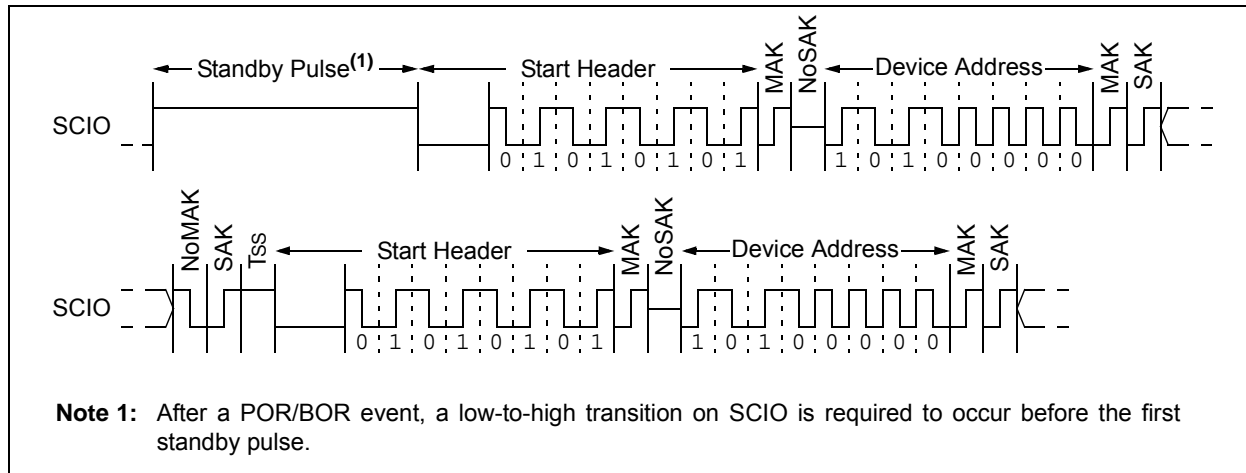 Standby Pulse(1) Start Header MAK NoSAK Device Address MAK SAK
SCIO
0 1 0 1 0 1 0 1 1 0 1 0 0 0 0 0
NoMAK SAK TSS Start Header MAK NoSAK Device Address MAK SAK
SCIO
0 1 0 1 0 1 0 1 1 0 1 0 0 0 0 0
Note 1: After a POR/BOR event, a low-to-high transition on SCIO is required to occur before the first
standby pulse.